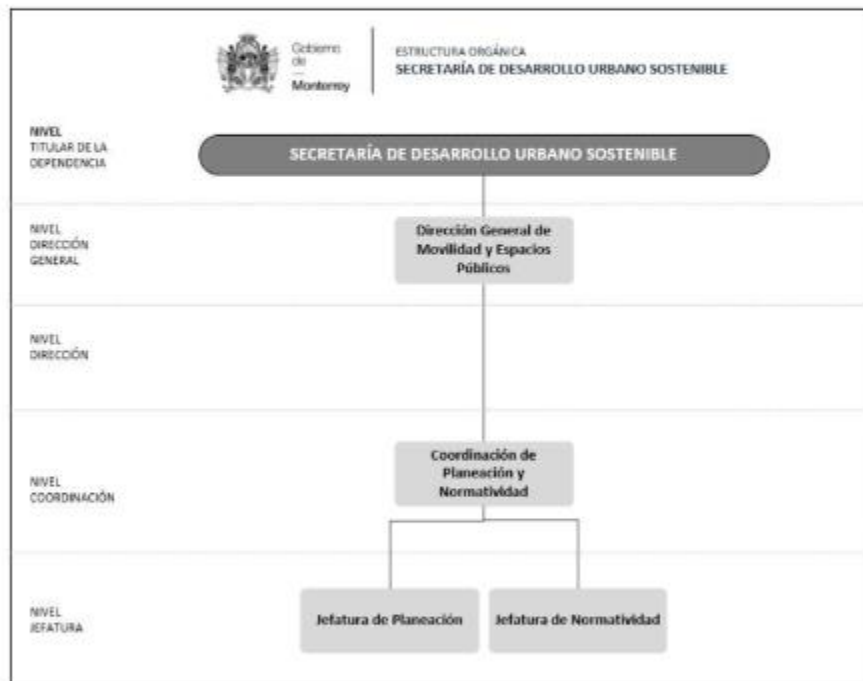 Gobierno
de
Monterrey
ESTRUCTURA ORGÁNICA
SECRETARÍA DE DESARROLLO URBANO SOSTENIBLE
NIVEL
TITULAR DE LA
DEPENDENCIA
SECRETARÍA DE DESARROLLO URBANO SOSTENIBLE
NIVEL
DIRECCIÓN
GENERAL
Dirección General de
Movilidad y Espacios
Públicos
NIVEL
DIRECCIÓN
NIVEL
COORDINACIÓN
Coordinación de
Planeación y
Normatividad
NIVEL
JEFATURA
Jefatura de Planeación
Jefatura de Normatividad